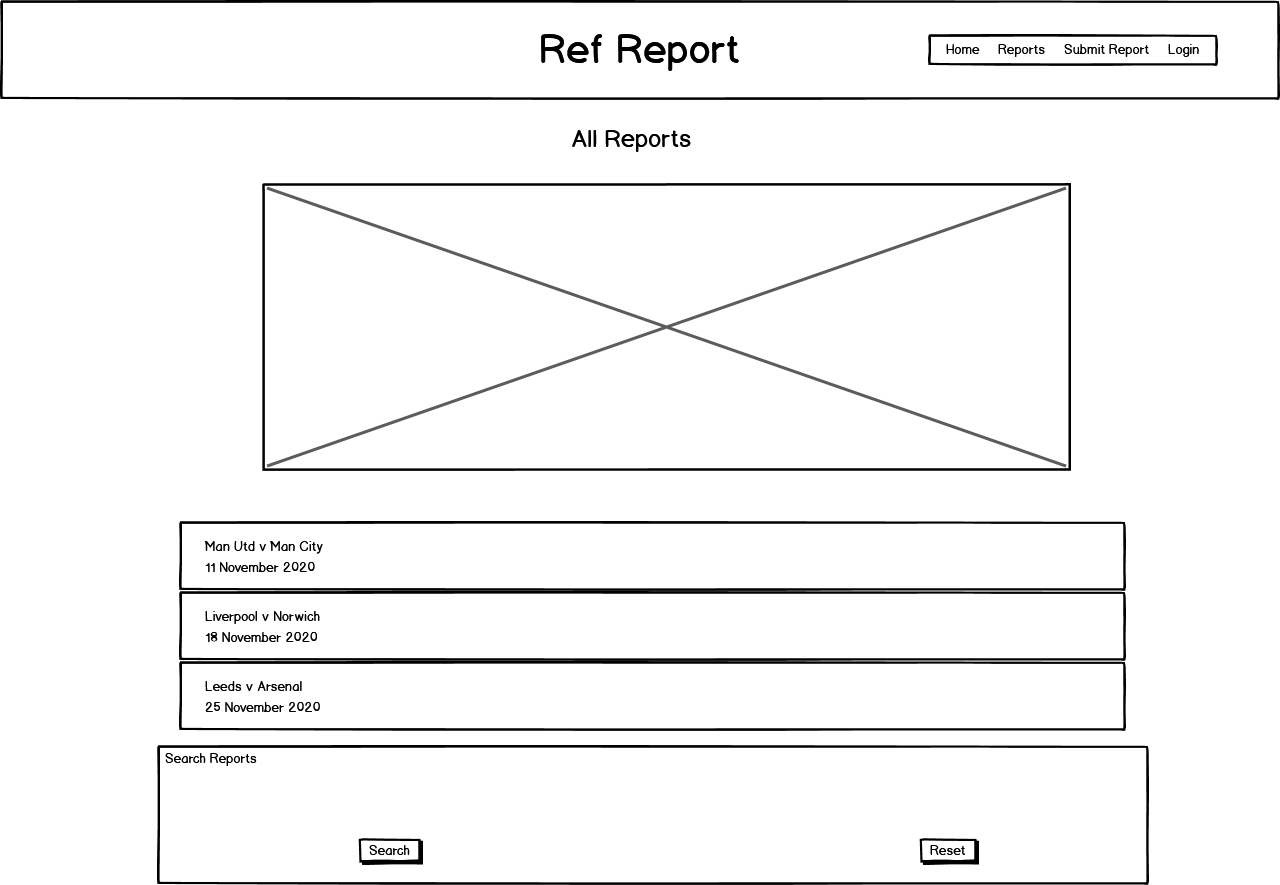 Ref Report
Home Reports Submit Report Login
All Reports
Man Utd v Man City
11 November 2020
Liverpool v Norwich
18 November 2020
Leeds v Arsenal
25 November 2020
Search Reports
Search Reset